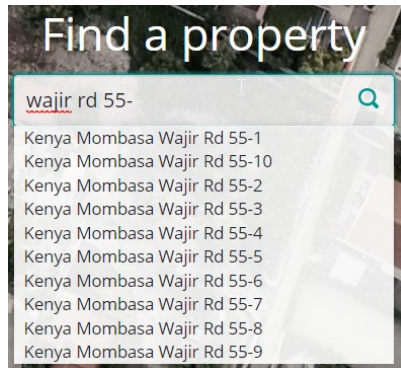 Find a property
wajir rd 55-
Kenya Mombasa Wajir Rd 55-1
Kenya Mombasa Wajir Rd 55-10
Kenya Mombasa Wajir Rd 55-2
Kenya Mombasa Wajir Rd 55-3
Kenya Mombasa Wajir Rd 55-4
Kenya Mombasa Wajir Rd 55-5
Kenya Mombasa Wajir Rd 55-6
Kenya Mombasa Wajir Rd 55-7
Kenya Mombasa Wajir Rd 55-8
Kenya Mombasa Wajir Rd 55-9